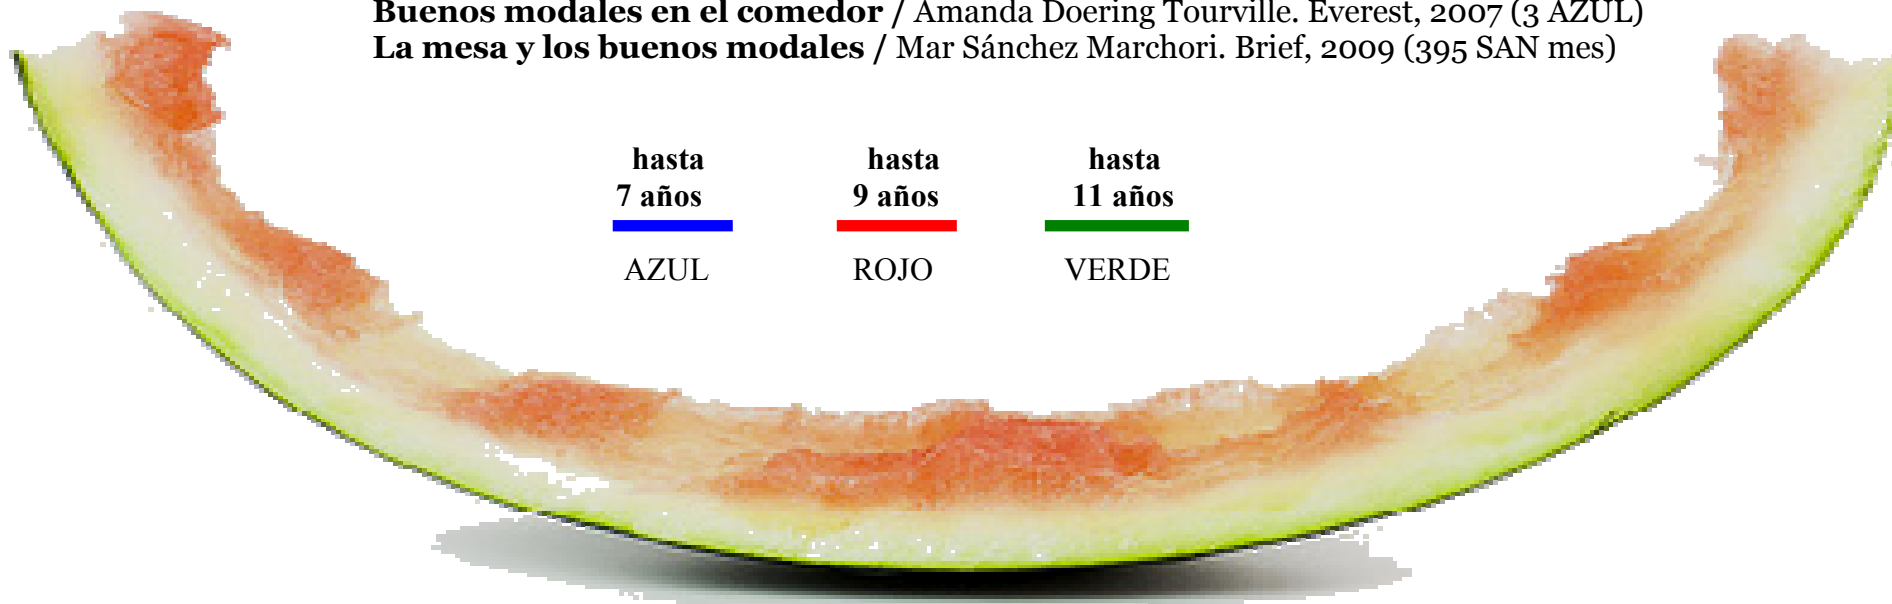 Buenos modales en el comedor / Amanda Doering Tourville. Everest, 2007 (3 AZUL)
La mesa y los buenos modales / Mar Sánchez Marchori. Brief, 2009 (395 SAN mes)
hasta hasta hasta
7 años 9 años 11 años
AZUL ROJO VERDE